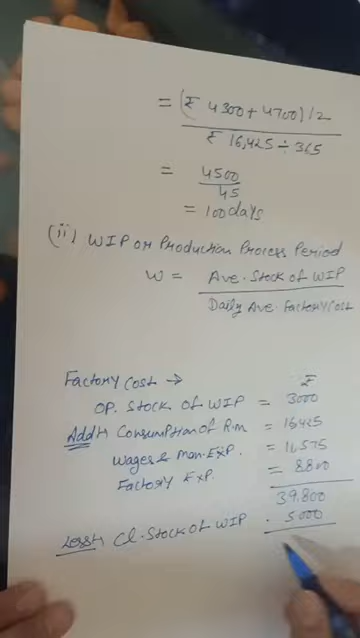 = (₹ 4300 + 4700)/2
₹ 16,425 ÷ 365
= 4500
45
= 100 days
(ii) WIP or Production Process Period
W = Ave. Stock of WIP
Daily Ave. Factory Cost
Factory Cost → ₹
OP. Stock of WIP = 3000
Add:- Consumption of R.m = 16425
Wages & Man. Exp. = 11,575
Factory Exp. = 8800
39,800
Less:- Cl. Stock of WIP . 5000